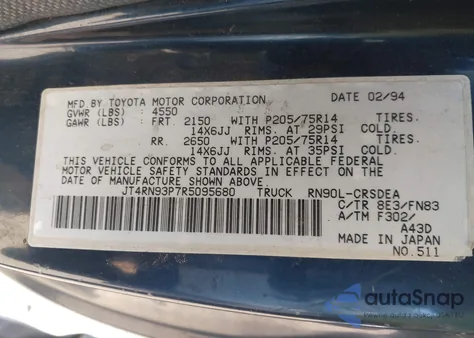 MFD BY TOYOTA MOTOR CORPORATION DATE 02/94
GVWR (LBS) : 4550
GAWR (LBS) : FRT. 2150 WITH P205/75R14 TIRES.
14X6JJ RIMS. AT 29PSI COLD.
RR. 2650 WITH P205/75R14 TIRES.
14X6JJ RIMS. AT 35PSI COLD.
THIS VEHICLE CONFORMS TO ALL APPLICABLE FEDERAL
MOTOR VEHICLE SAFETY STANDARDS IN EFFECT ON THE
DATE OF MANUFACTURE SHOWN ABOVE.
JT4RN93P7R5095680 TRUCK RN90L-CRSDEA
C/TR 8E3/FN83
A/TM F302/
A43D
MADE IN JAPAN
NO.511
autoSnap